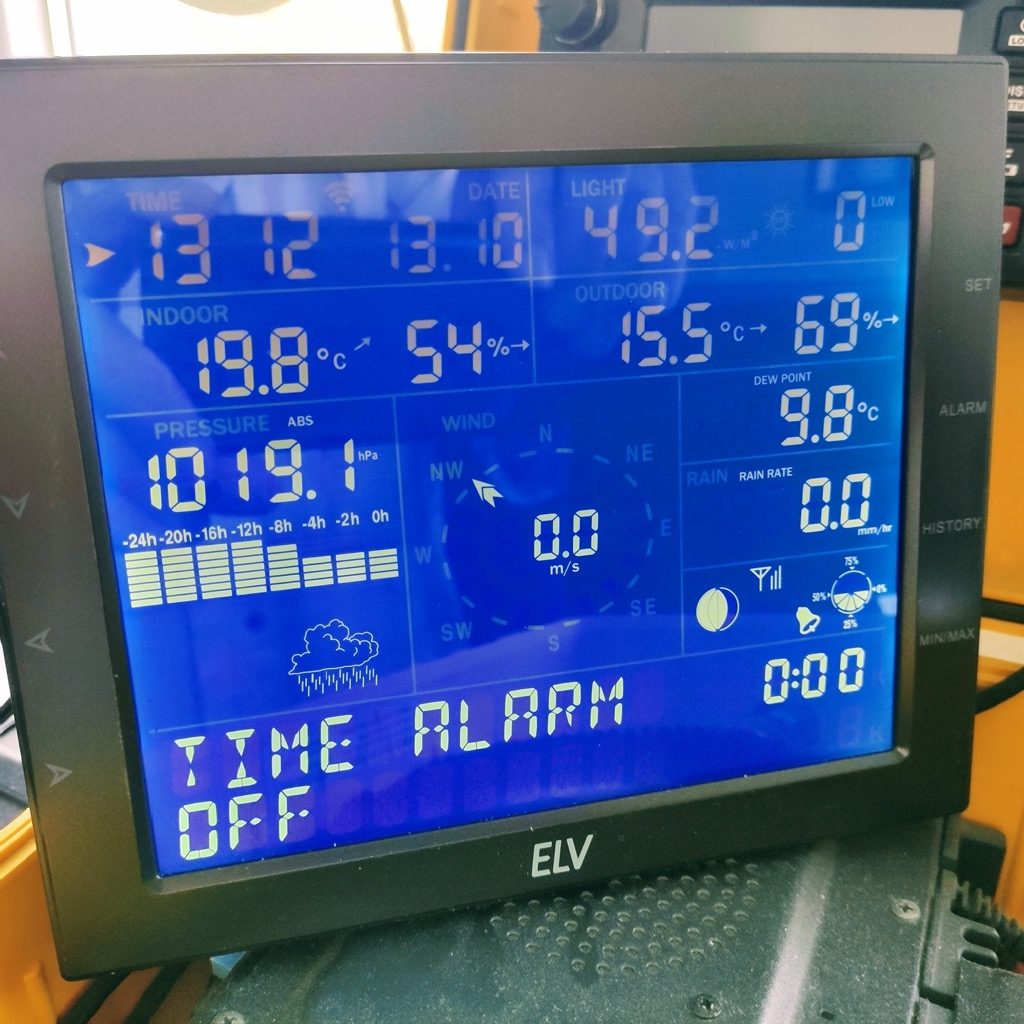 TIME DATE LIGHT
13 12 13.10 49.2 W/M² 0 LOW
INDOOR OUTDOOR
19.8 °C 54% 15.5 °C 69%
SET
DEW POINT
9.8 °C
ALARM
PRESSURE ABS
1019.1 hPa
WIND
N
NE
E
SE
S
SW
W
NW
0.0
m/s
RAIN RAIN RATE
0.0
mm/hr
HISTORY
-24h -20h -16h -12h -8h -4h -2h 0h
75%
50% 0%
25%
MIN/MAX
TIME ALARM 0:00
OFF
ELV